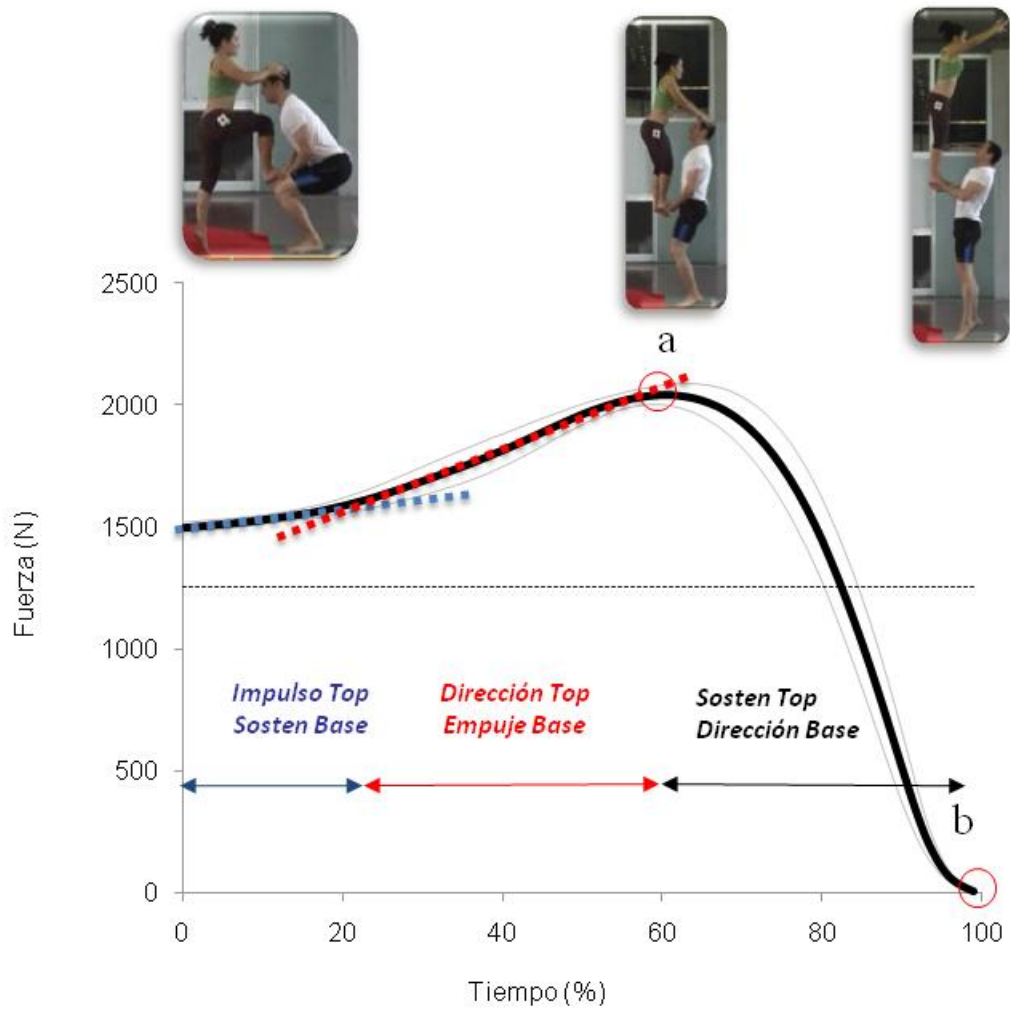 a
2500
2000
1500
1000
500
0
Fuerza (N)
Impulso Top
Sosten Base
Dirección Top
Empuje Base
Sosten Top
Dirección Base
b
0
20
40
60
80
100
Tiempo (%)